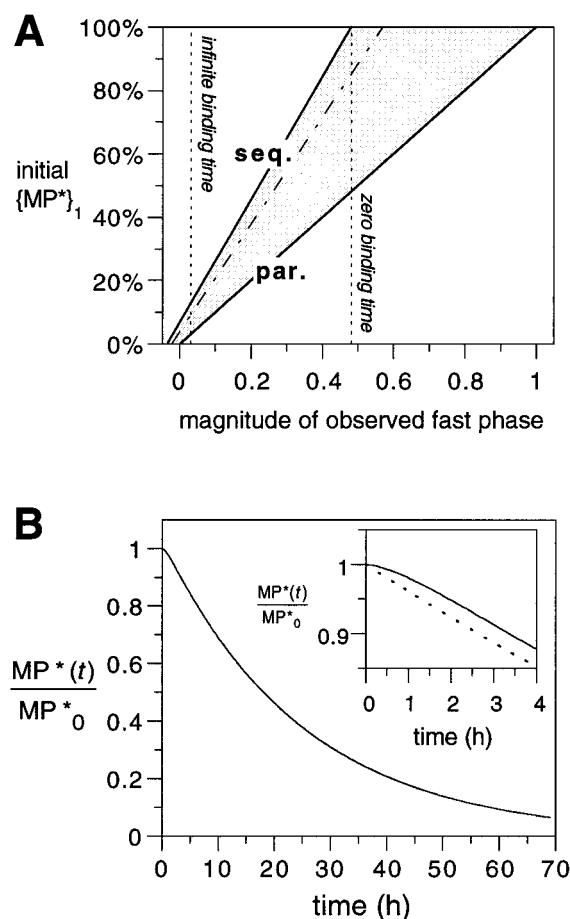 A
100%
80%
60%
40%
20%
0%
initial
{MP*}₁
infinite binding time
seq.
par.
zero binding time
0 0.2 0.4 0.6 0.8 1
magnitude of observed fast phase
B
1
0.8
0.6
0.4
0.2
0
MP*(t)
MP*₀
0 10 20 30 40 50 60 70
time (h)
MP*(t)
MP*₀
1
0.9
0 1 2 3 4
time (h)